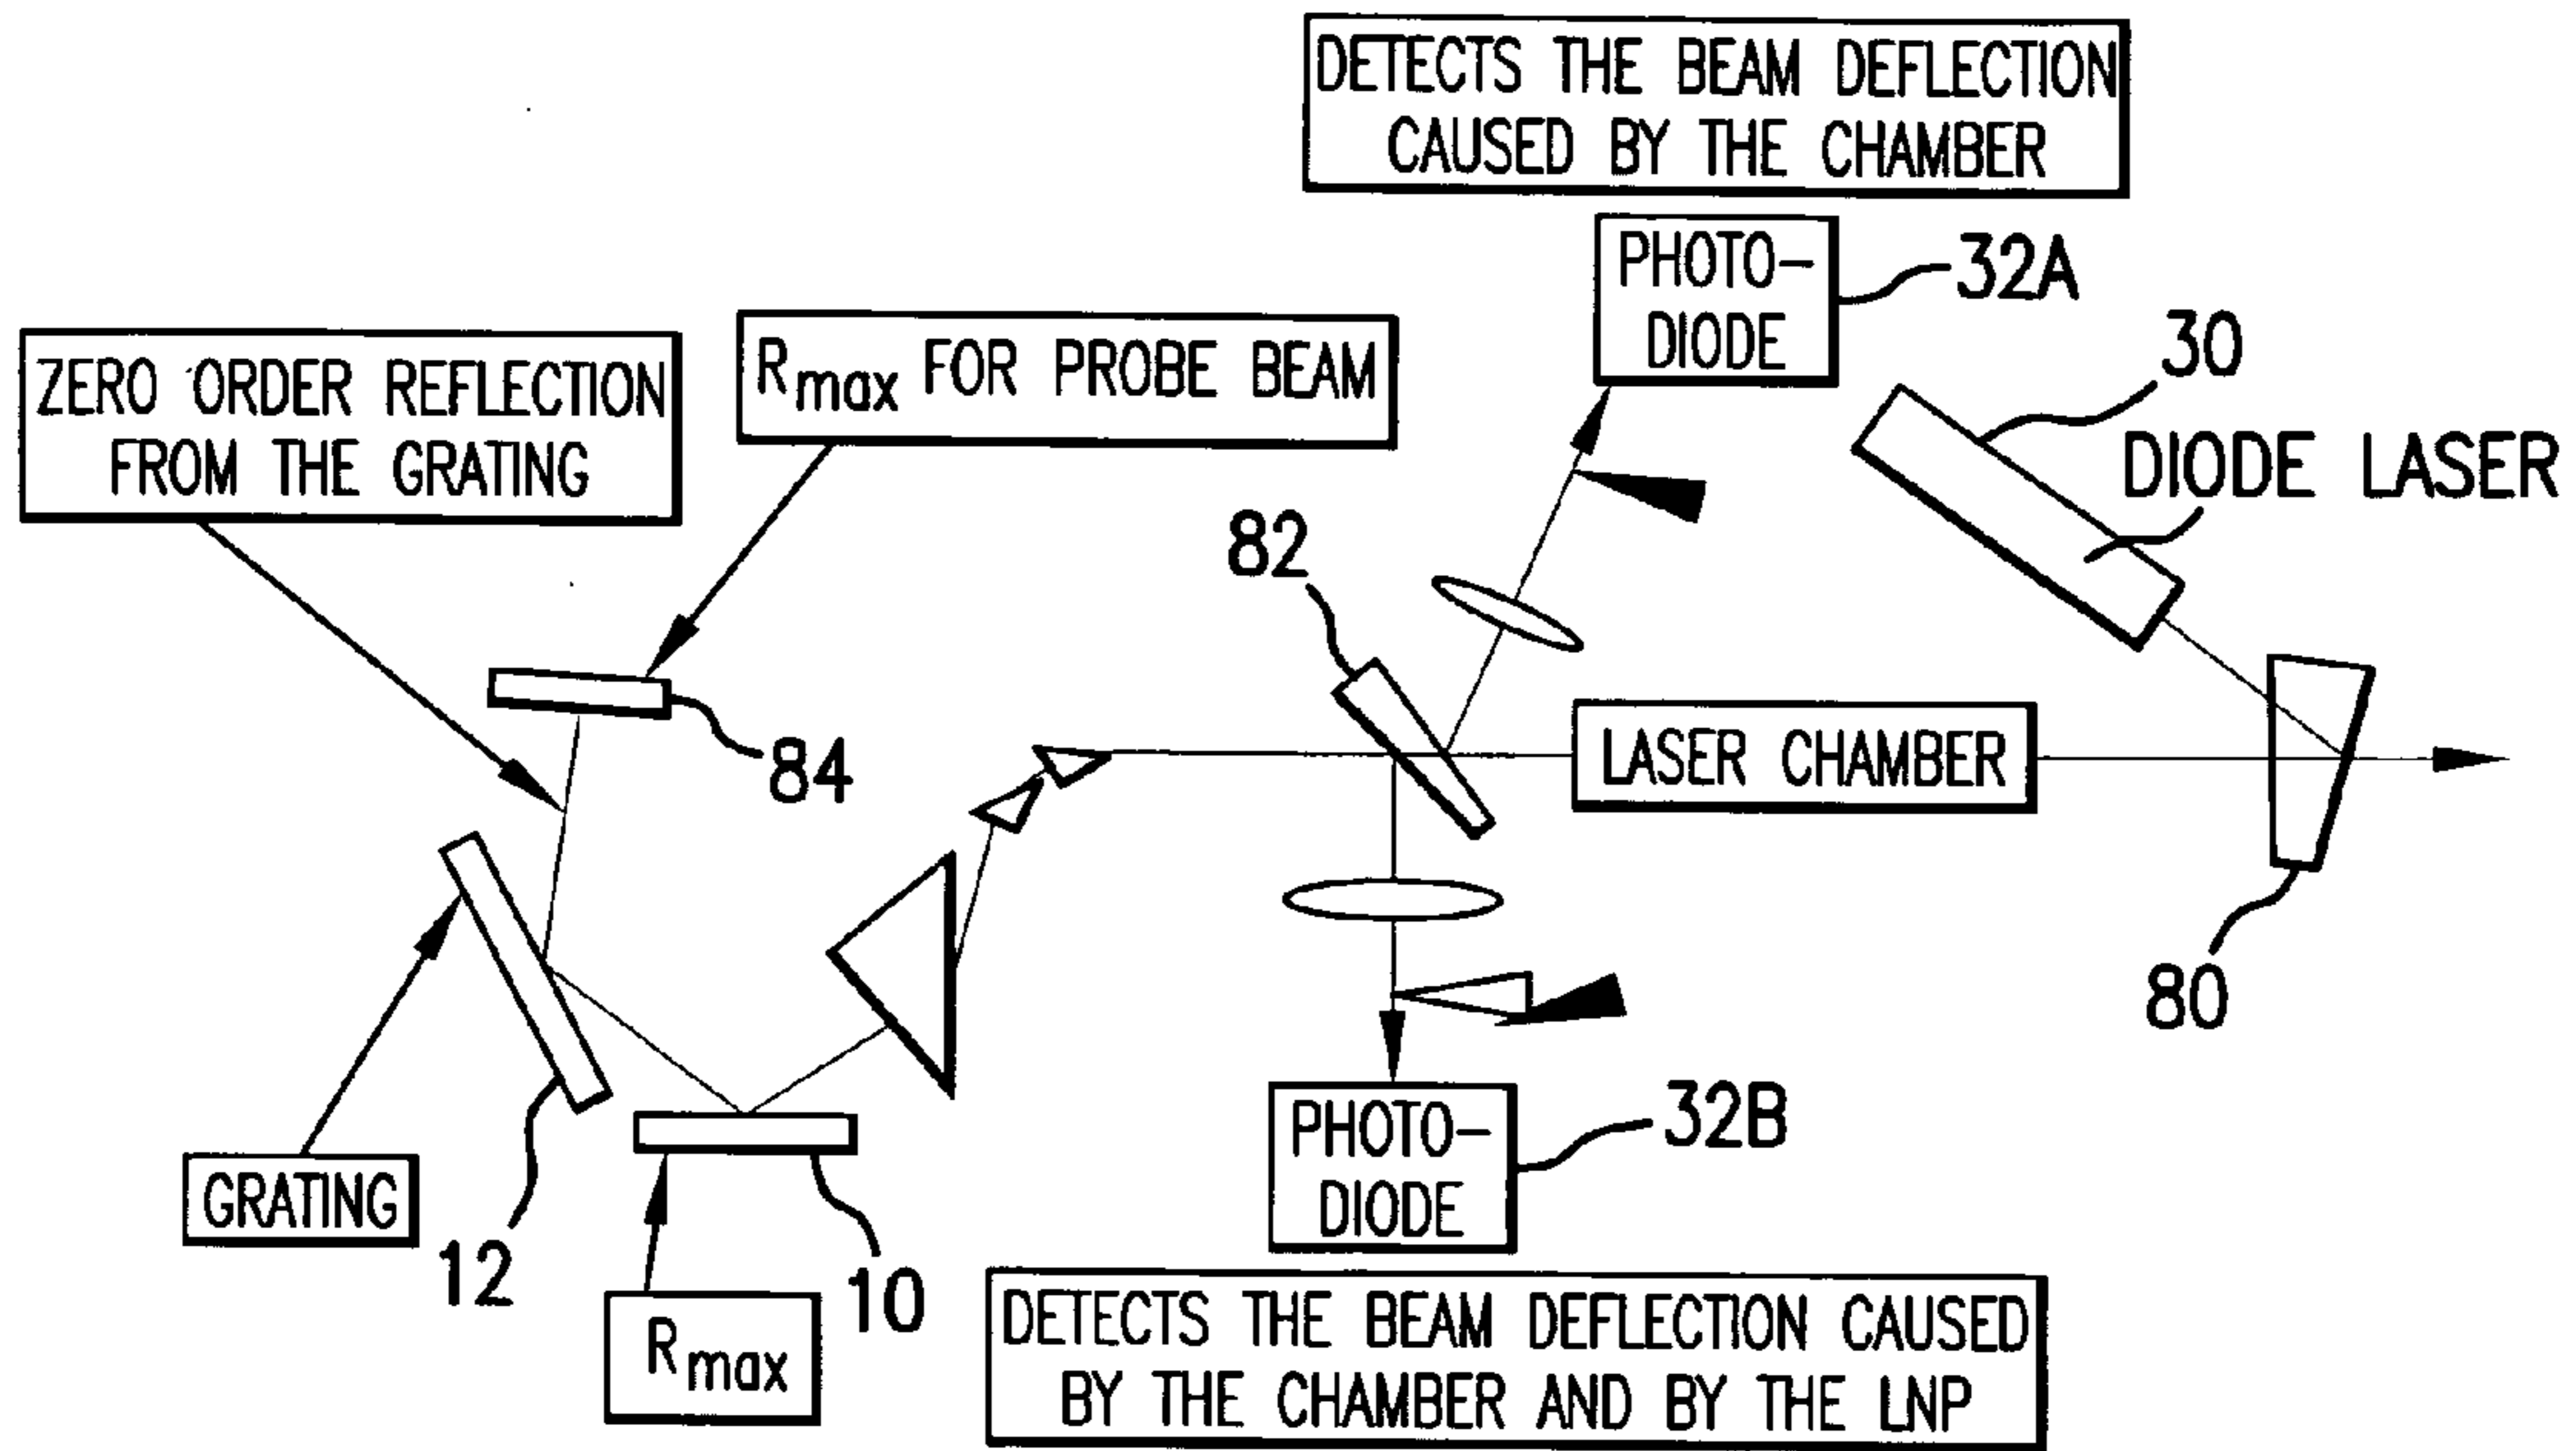 DETECTS THE BEAM DEFLECTION
CAUSED BY THE CHAMBER
PHOTO-
DIODE
32A
ZERO ORDER REFLECTION
FROM THE GRATING
Rmax FOR PROBE BEAM
30
DIODE LASER
82
84
LASER CHAMBER
80
GRATING
12
10
Rmax
PHOTO-
DIODE
32B
DETECTS THE BEAM DEFLECTION CAUSED
BY THE CHAMBER AND BY THE LNP